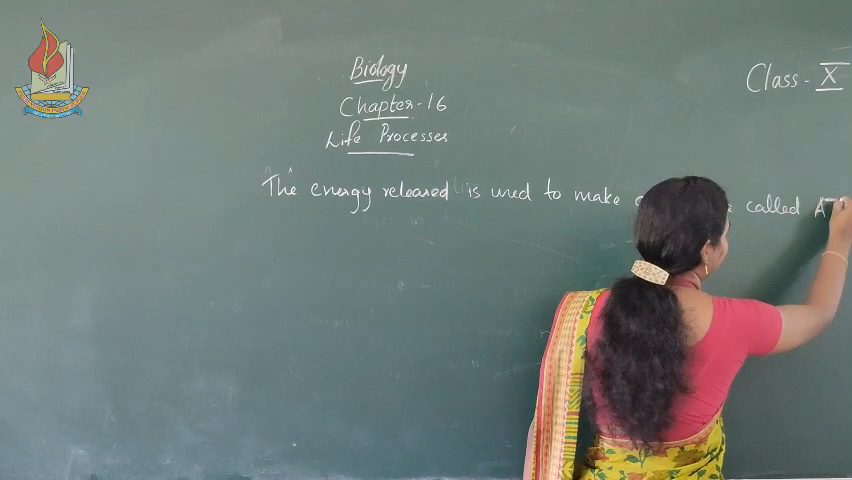 Biology
Class - X
Chapter - 16
Life Processes
The energy released is used to make called A